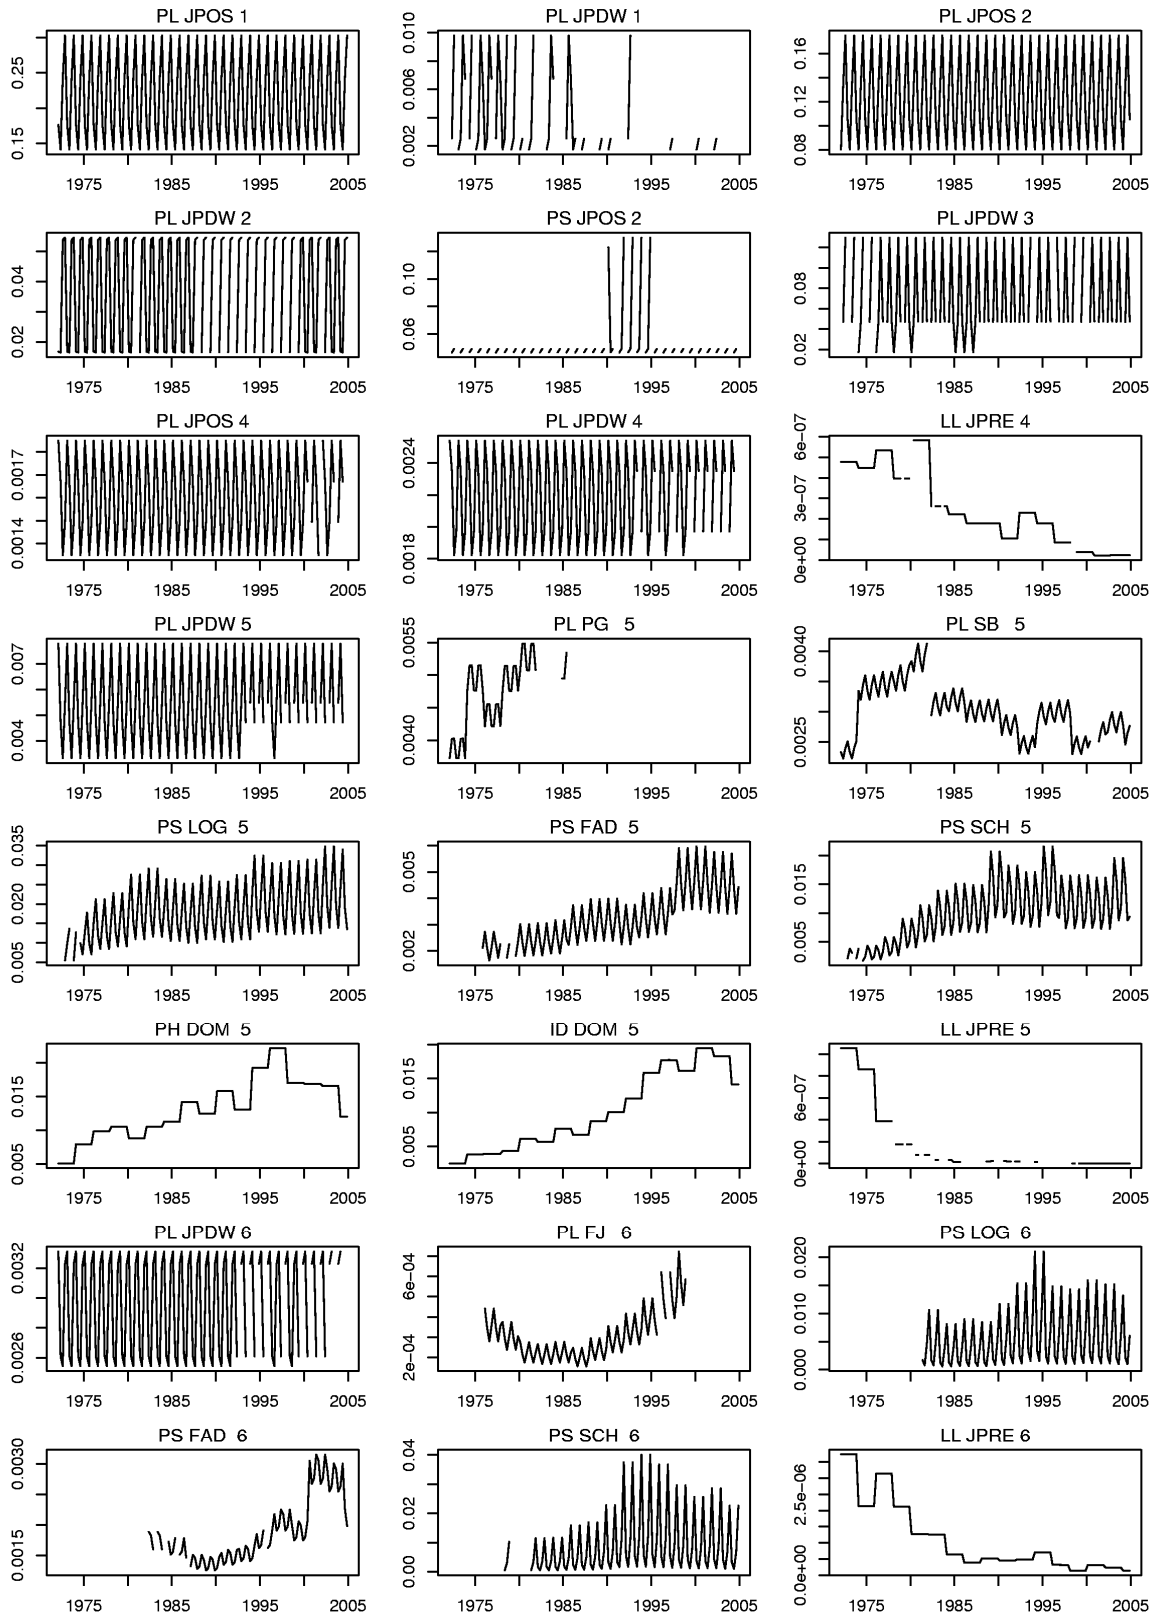 PL JPOS 1
0.15 0.25
1975 1985 1995 2005
PL JPDW 1
0.002 0.006 0.010
1975 1985 1995 2005
PL JPOS 2
0.08 0.12 0.16
1975 1985 1995 2005
PL JPDW 2
0.02 0.04
1975 1985 1995 2005
PS JPOS 2
0.06 0.10
1975 1985 1995 2005
PL JPDW 3
0.02 0.08
1975 1985 1995 2005
PL JPOS 4
0.0014 0.0017
1975 1985 1995 2005
PL JPDW 4
0.0018 0.0024
1975 1985 1995 2005
LL JPRE 4
0e+00 3e-07 6e-07
1975 1985 1995 2005
PL JPDW 5
0.004 0.007
1975 1985 1995 2005
PL PG 5
0.0040 0.0055
1975 1985 1995 2005
PL SB 5
0.0025 0.0040
1975 1985 1995 2005
PS LOG 5
0.005 0.020 0.035
1975 1985 1995 2005
PS FAD 5
0.002 0.005
1975 1985 1995 2005
PS SCH 5
0.005 0.015
1975 1985 1995 2005
PH DOM 5
0.005 0.015
1975 1985 1995 2005
ID DOM 5
0.005 0.015
1975 1985 1995 2005
LL JPRE 5
0e+00 6e-07
1975 1985 1995 2005
PL JPDW 6
0.0026 0.0032
1975 1985 1995 2005
PL FJ 6
2e-04 6e-04
1975 1985 1995 2005
PS LOG 6
0.000 0.010 0.020
1975 1985 1995 2005
PS FAD 6
0.0015 0.0030
1975 1985 1995 2005
PS SCH 6
0.00 0.02 0.04
1975 1985 1995 2005
LL JPRE 6
0.0e+00 2.5e-06
1975 1985 1995 2005